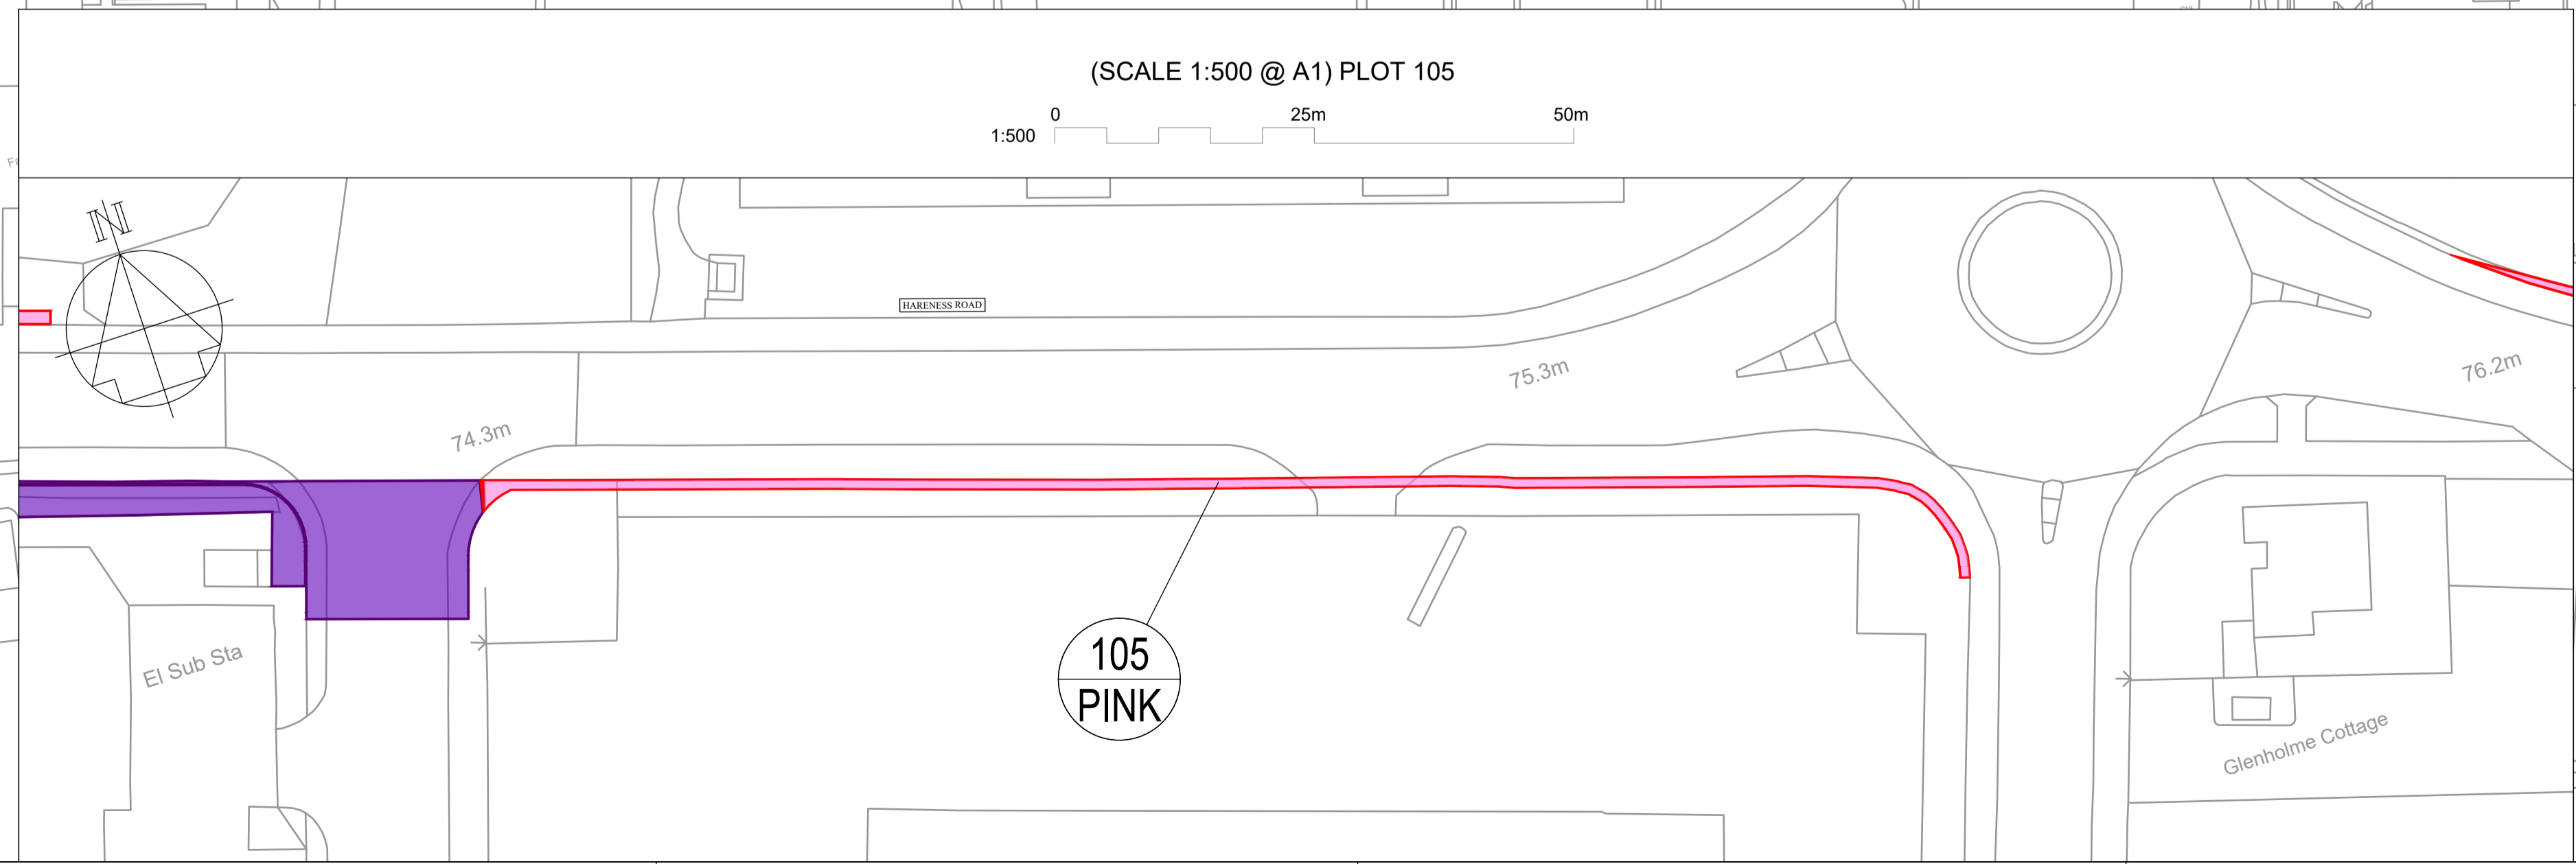 (SCALE 1:500 @ A1) PLOT 105
0 25m 50m
1:500
N
HARENESS ROAD
75.3m
76.2m
74.3m
105
PINK
El Sub Sta
Glenholme Cottage